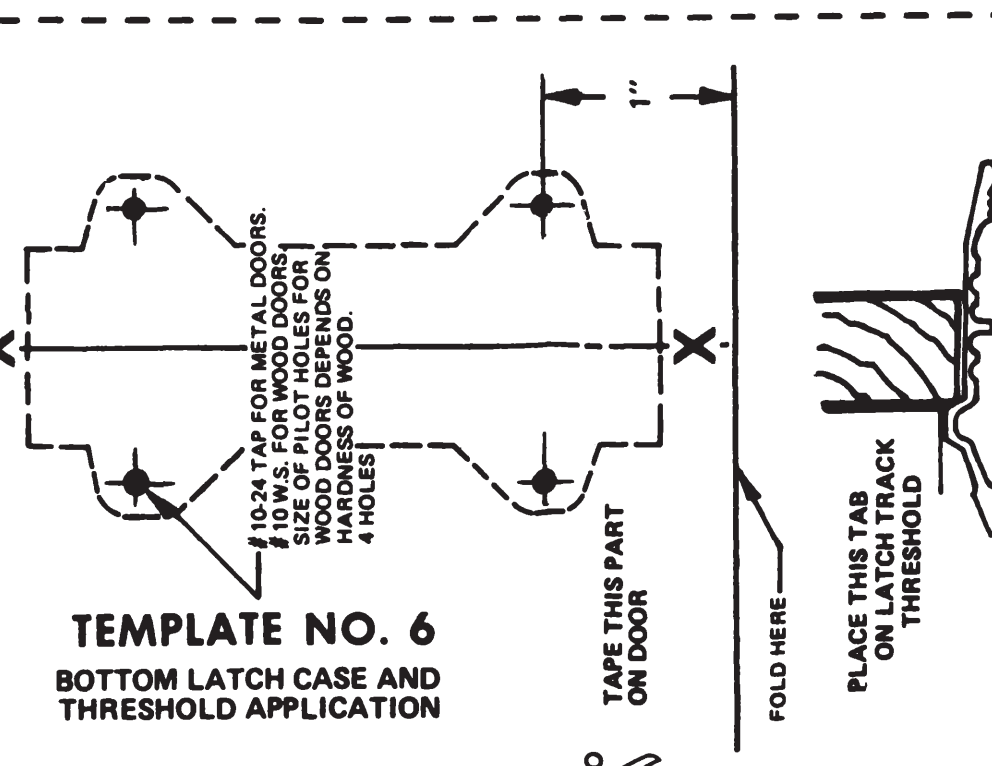 1"
X
#10-24 TAP FOR METAL DOORS.
#10 W.S. FOR WOOD DOORS.
SIZE OF PILOT HOLES FOR
WOOD DOORS DEPENDS ON
HARDNESS OF WOOD.
4 HOLES
TEMPLATE NO. 6
BOTTOM LATCH CASE AND
THRESHOLD APPLICATION
TAPE THIS PART
ON DOOR
FOLD HERE
PLACE THIS TAB
ON LATCH TRACK
THRESHOLD